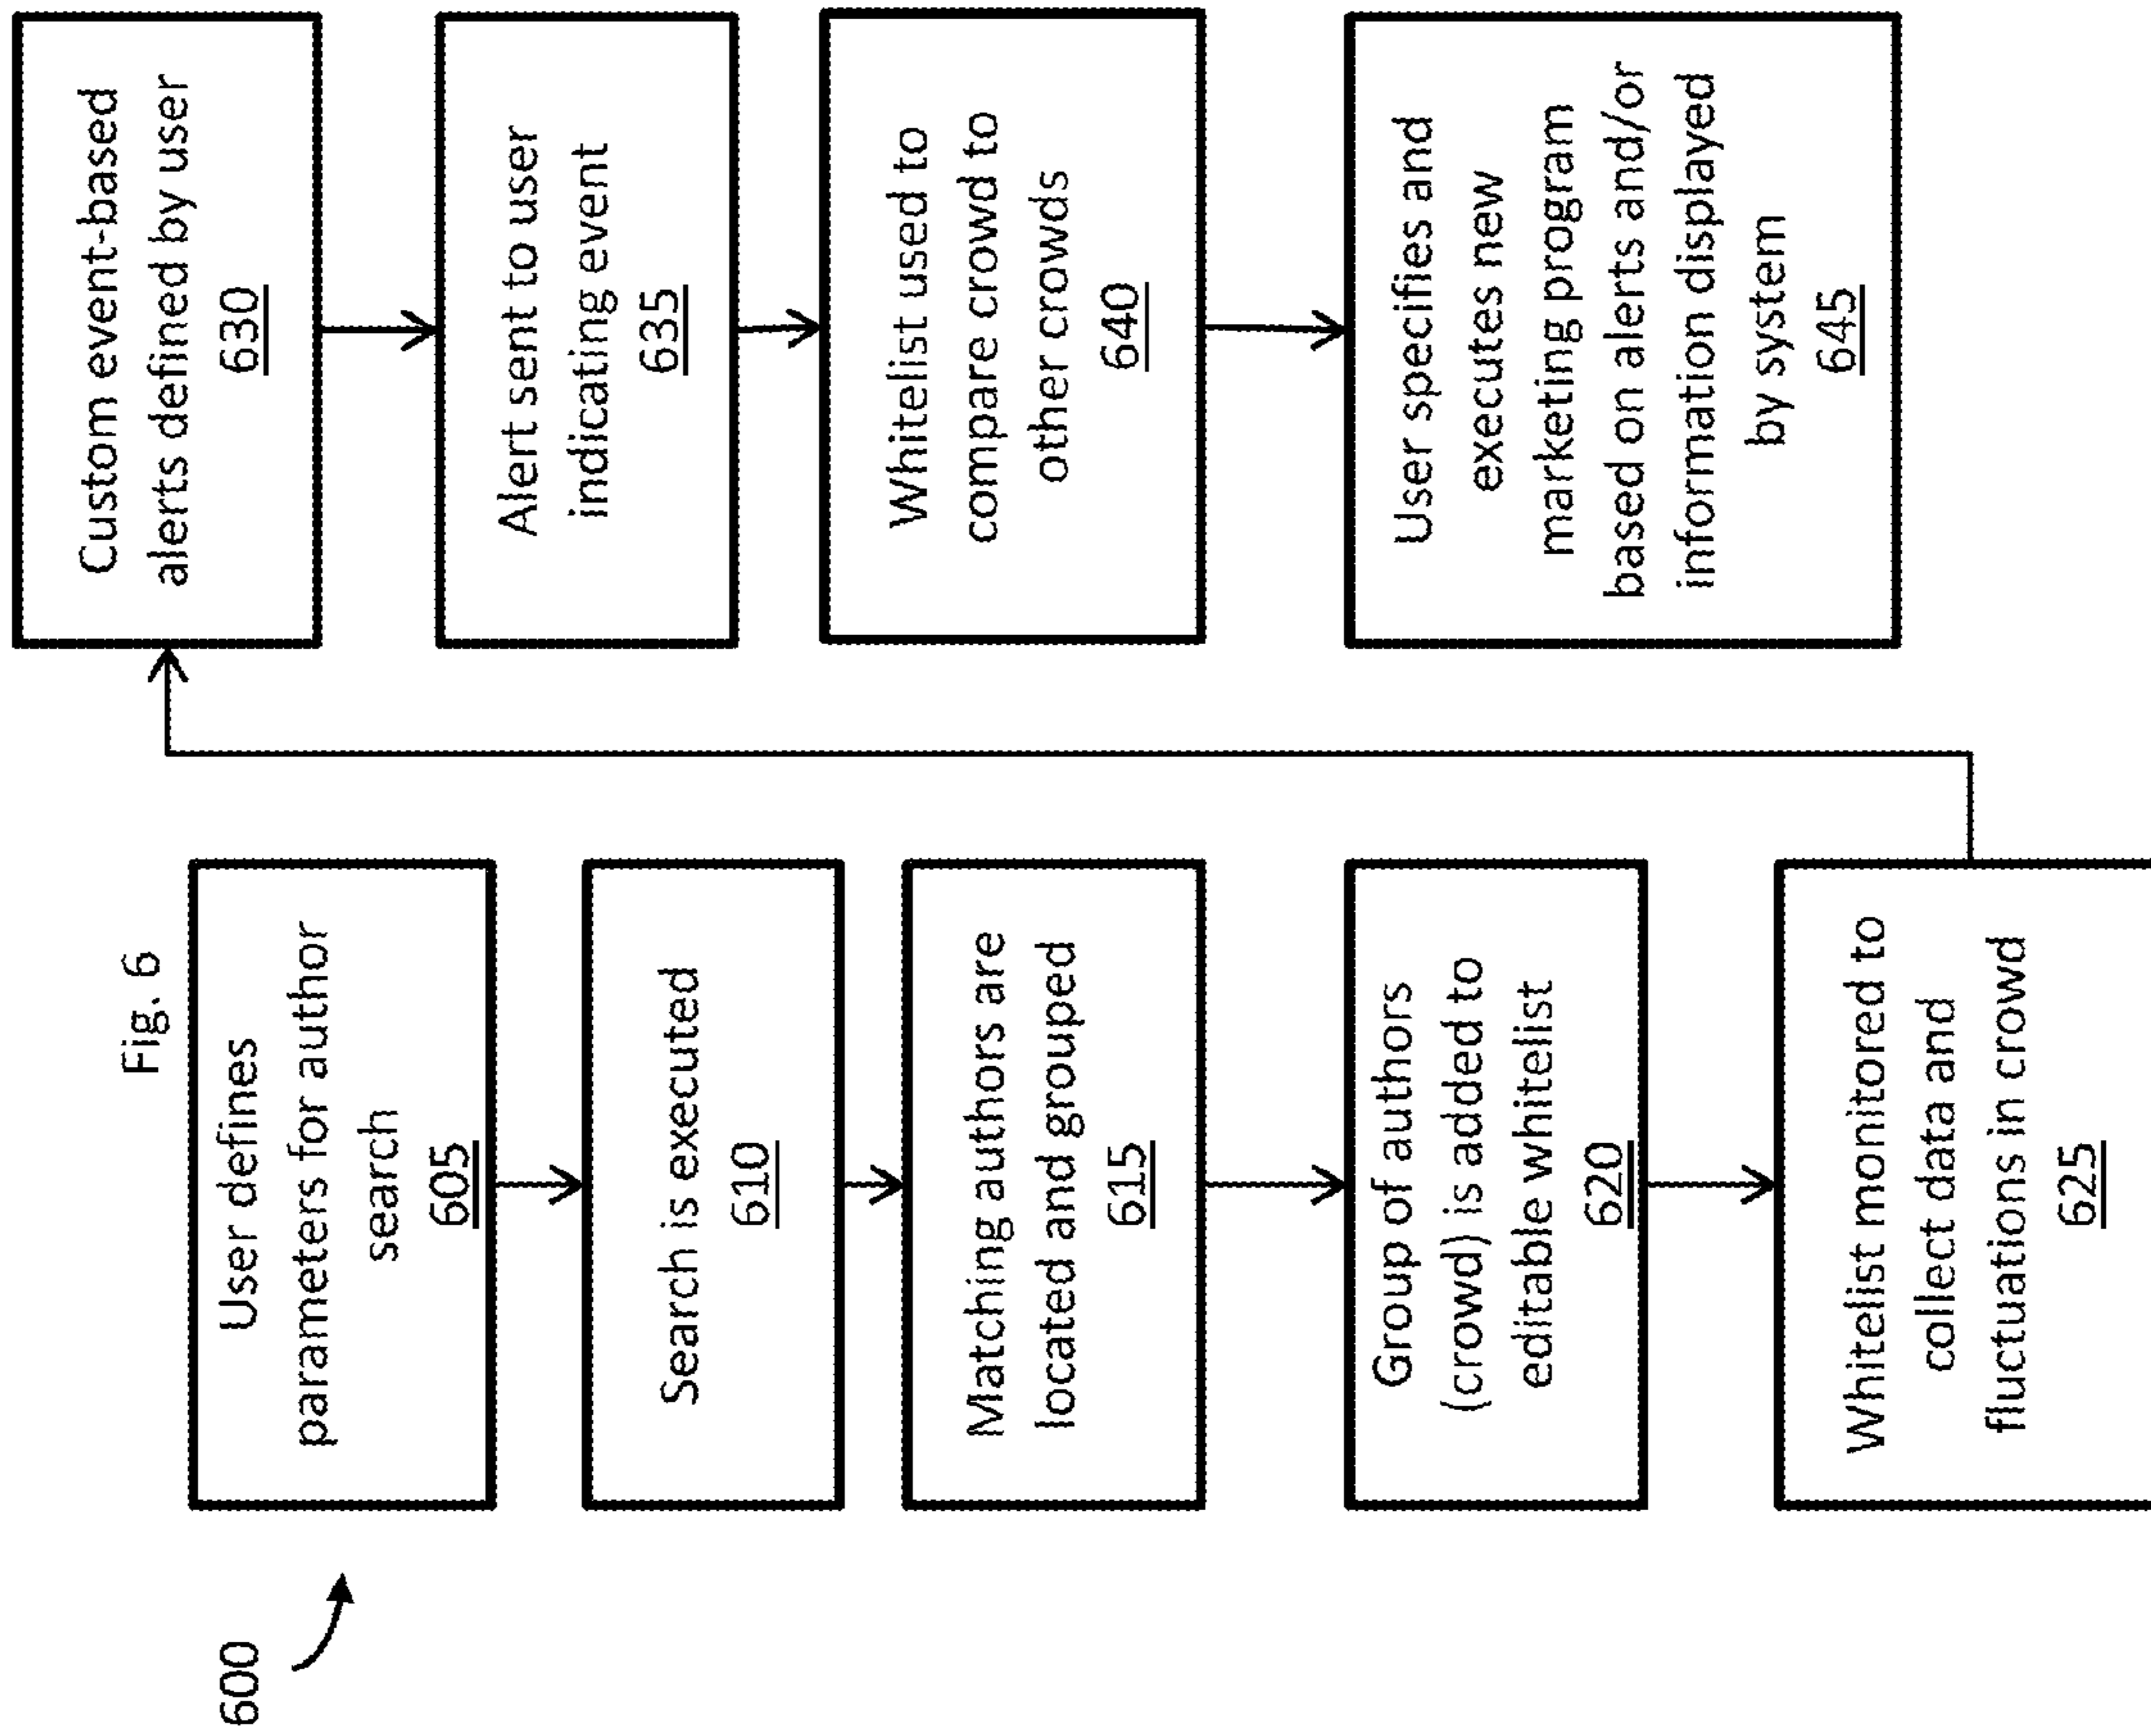 600
Fig. 6
User defines
parameters for author
search
605
Search is executed
610
Matching authors are
located and grouped
615
Group of authors
(crowd) is added to
editable whitelist
620
Whitelist monitored to
collect data and
fluctuations in crowd
625
Custom event-based
alerts defined by user
630
Alert sent to user
indicating event
635
Whitelist used to
compare crowd to
other crowds
640
User specifies and
executes new
marketing program
based on alerts and/or
information displayed
by system
645